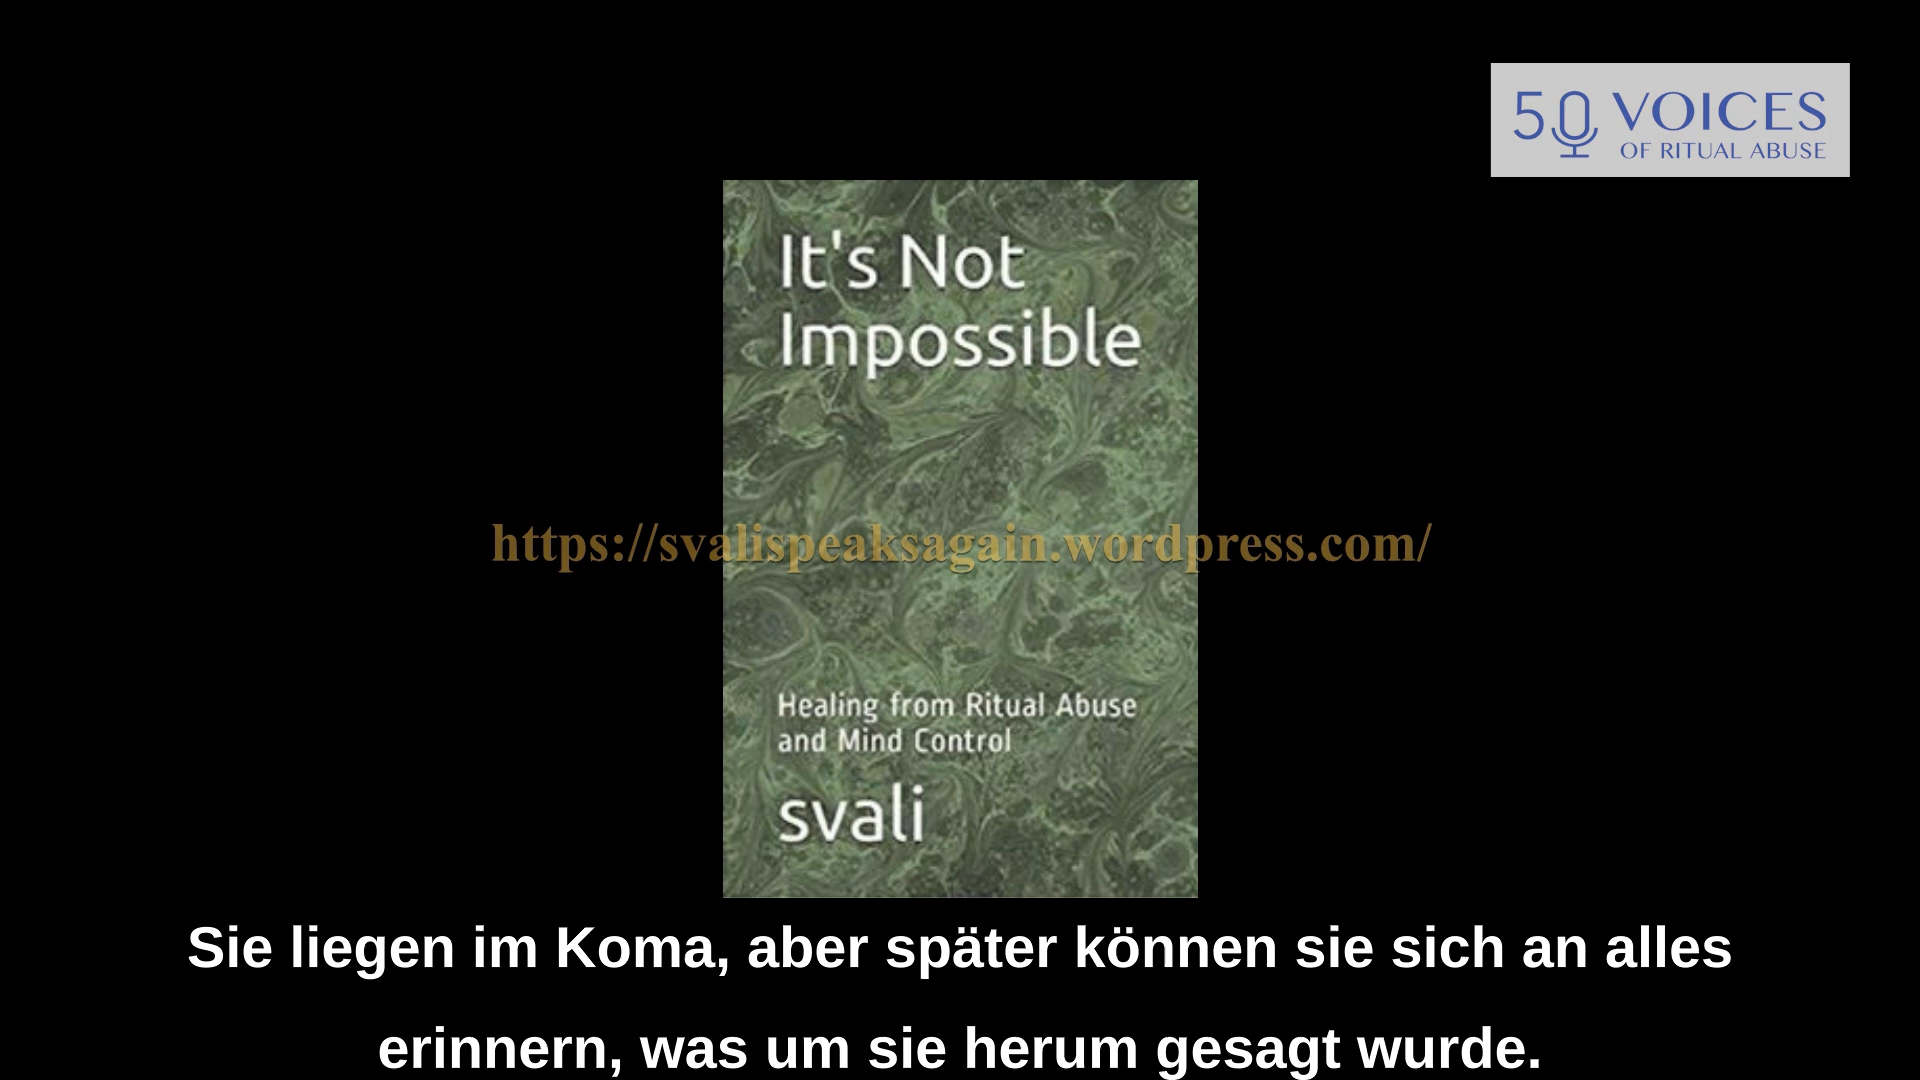 50 VOICES
OF RITUAL ABUSE
It's Not
Impossible
https://svalispeaksagain.wordpress.com/
Healing from Ritual Abuse
and Mind Control
svali
Sie liegen im Koma, aber später können sie sich an alles
erinnern, was um sie herum gesagt wurde.